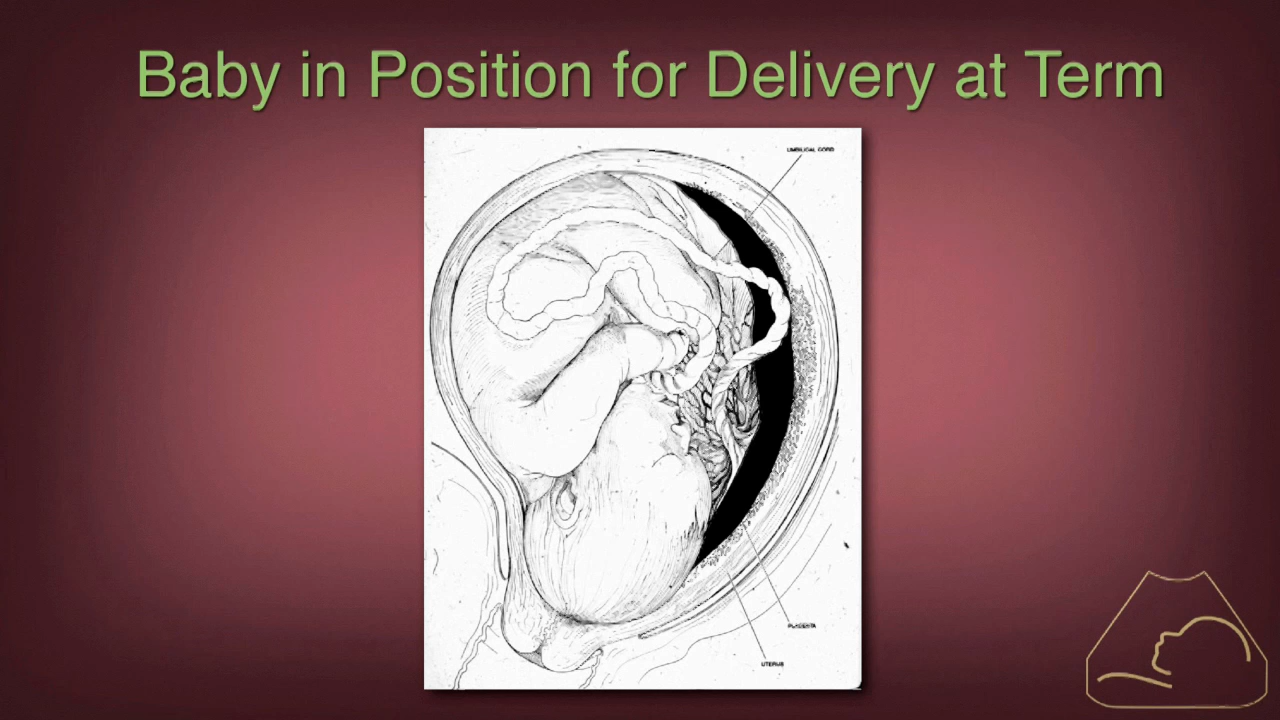 Baby in Position for Delivery at Term
UMBILICAL CORD
PLACENTA
UTERUS